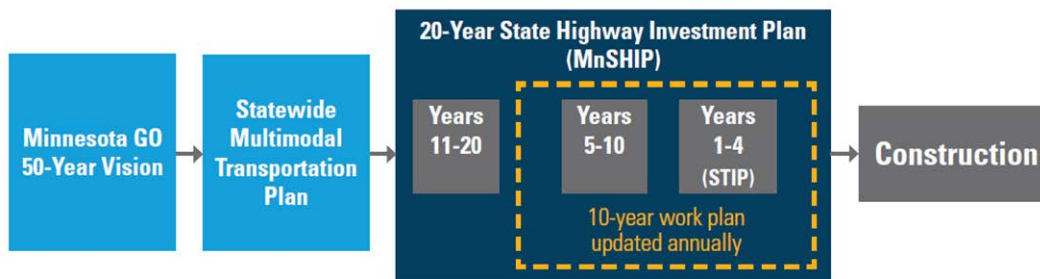 Minnesota GO
50-Year Vision
Statewide
Multimodal
Transportation
Plan
20-Year State Highway Investment Plan
(MnSHIP)
Years
11-20
Years
5-10
Years
1-4
(STIP)
10-year work plan
updated annually
Construction